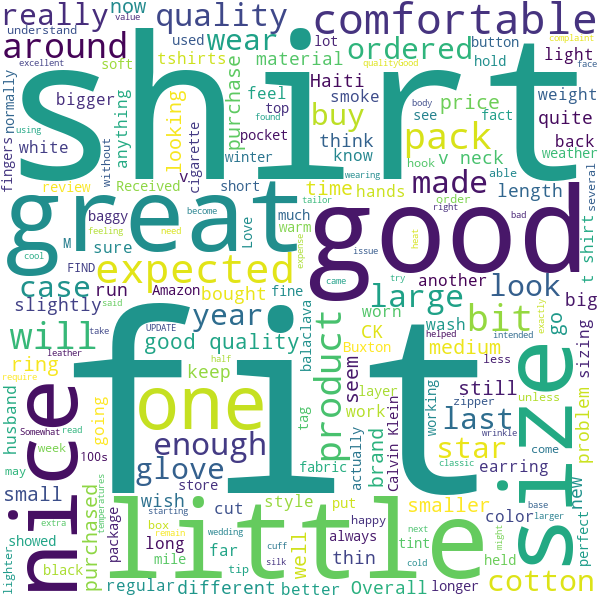 really
now
value
understand
quality
excellent
comfortable
around
wear
ordered
used
tshirts
lot
button
complaint
qualityGood
face
hold
soft
material
light
bigger
feel
Haiti
price
weight
normally
anything
looking
purchase
top
smoke
buy
body
see
fact
quite
shirt
fingers
white
using
without
cigarette
pocket
found
think
pack
back
winter
know
v neck
weather
hook
able
review
Received
v
short
time
hands
wearing
made
length
several
great
tailor
order
right
bad
good
t shirt
M
baggy
become
much
Love
warm
another
big
sure
feeling
need
cool
FIND
expected
issue
heat
case
run
Amazon
bought
fine
expense
came
try
large
look
go
sizing
slightly
said
year
balaclava
worn
wash
bit
exactly
will
take
UPDATE
good quality
CK
helped
intended
leather
half
Buxton
medium
less
unless
ring
keep
product
seem
still
problem
require
one
layer
working
zipper
husband
Somewhat
going
tag
work
last
fit
size
nice
read
enough
brand
Calvin Klein
wrinkle
come
week
100s
glove
fabric
actually
star
earring
may
store
classic
new
small
purchased
temperatures
wish
cut
style
put
smaller
color
base
larger
perfect
extra
package
starting
box
happy
showed
little
long
well
always
next
might
held
lighter
black
remain
mile
wedding
far
cuff
thin
tint
cold
cotton
regular
different
tip
silk
better
Overall
longer